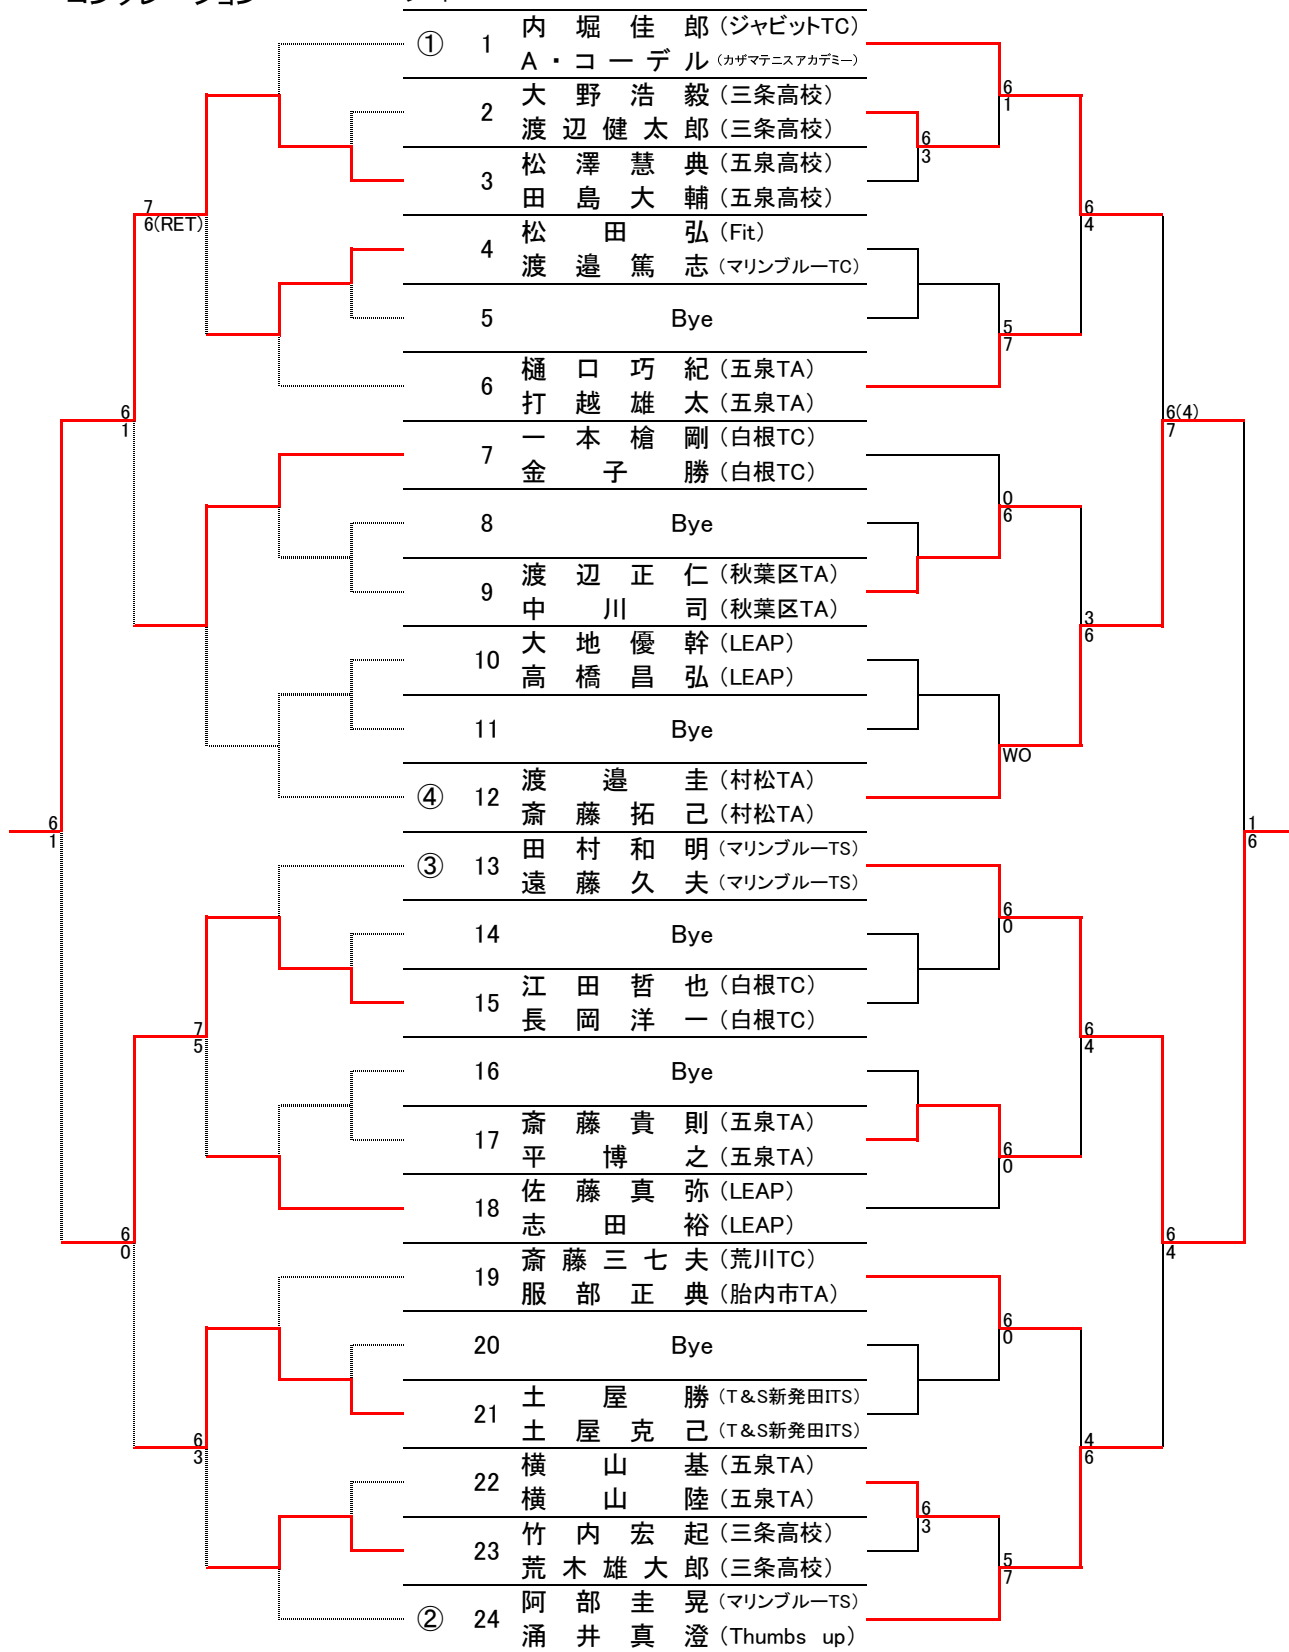 コンソレーション
① 1 内堀佳郎 (ジャビットTC)
A・コーデル (カザマテニスアカデミー)
6
1
2 大野浩毅 (三条高校)
渡辺健太郎 (三条高校)
6
3
3 松澤慧典 (五泉高校)
田島大輔 (五泉高校)
7
6(RET)
6
4
4 松田弘 (Fit)
渡邉篤志 (マリンブルーTC)
5 Bye
5
7
6 樋口巧紀 (五泉TA)
打越雄太 (五泉TA)
6
1
6(4)
7
7 一本槍剛 (白根TC)
金子勝 (白根TC)
0
6
8 Bye
9 渡辺正仁 (秋葉区TA)
中川司 (秋葉区TA)
3
6
10 大地優幹 (LEAP)
高橋昌弘 (LEAP)
11 Bye
WO
④ 12 渡邉圭 (村松TA)
斎藤拓己 (村松TA)
6
1
1
6
③ 13 田村和明 (マリンブルーTS)
遠藤久夫 (マリンブルーTS)
6
0
14 Bye
15 江田哲也 (白根TC)
長岡洋一 (白根TC)
7
5
6
4
16 Bye
17 斎藤貴則 (五泉TA)
平博之 (五泉TA)
6
0
18 佐藤真弥 (LEAP)
志田裕 (LEAP)
6
0
6
4
19 斎藤三七夫 (荒川TC)
服部正典 (胎内市TA)
6
0
20 Bye
21 土屋勝 (T&S新発田ITS)
土屋克己 (T&S新発田ITS)
6
3
4
6
22 横山基 (五泉TA)
横山陸 (五泉TA)
6
3
23 竹内宏起 (三条高校)
荒木雄大郎 (三条高校)
5
7
② 24 阿部圭晃 (マリンブルーTS)
涌井真澄 (Thumbs up)